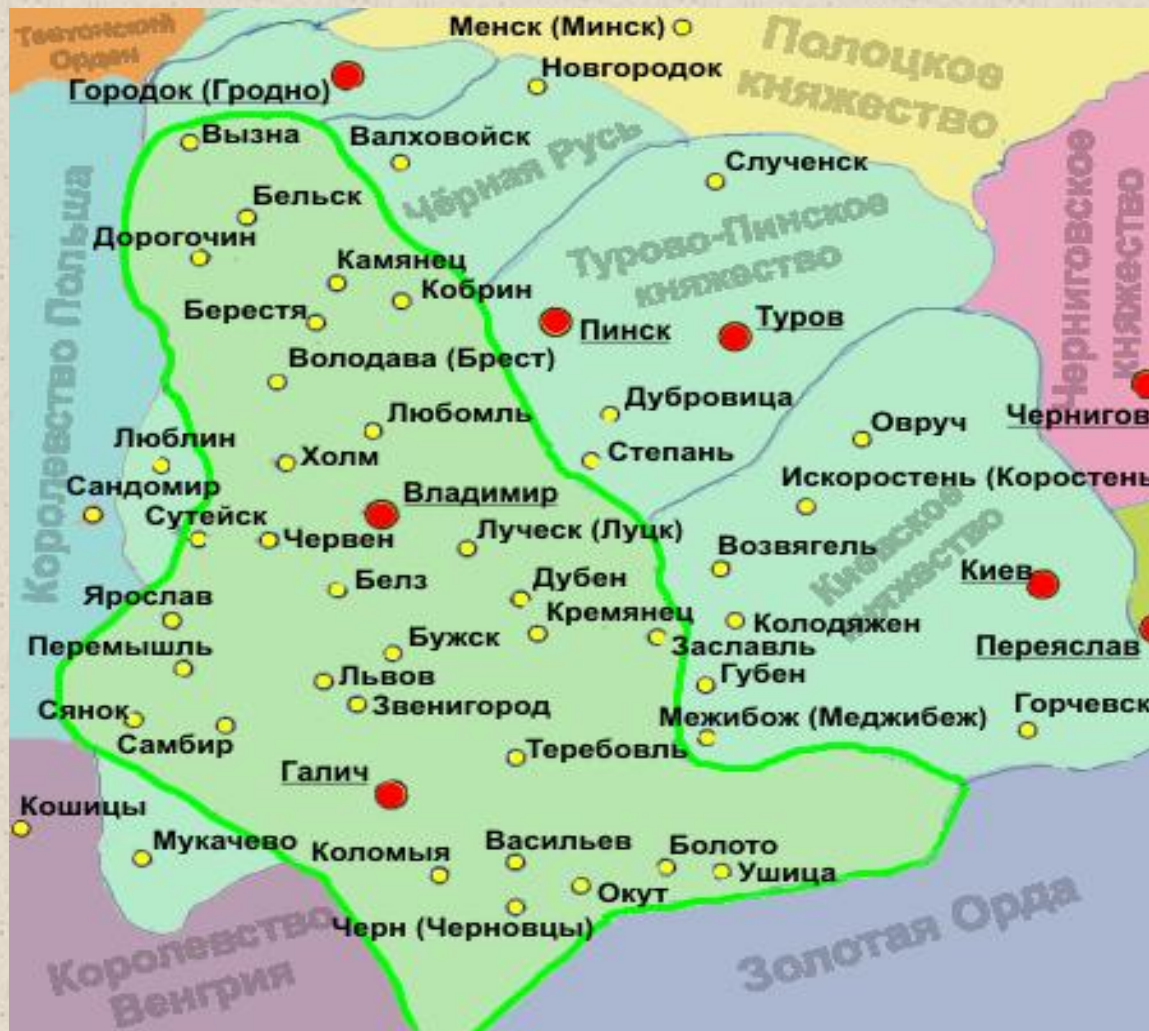 Тевтонский
Орден
Менск (Минск)
Полоцкое
княжество
Новгородок
Городок (Гродно)
Вызна
Валховойск
Чёрная Русь
Слученск
Черниговское
княжество
Королевство Польша
Бельск
Турово-Пинское
княжество
Дорогочин
Камянец
Кобрин
Берестя
Пинск
Туров
Володава (Брест)
Чернигов
Дубровица
Любомль
Овруч
Люблин
Холм
Степань
Сандомир
Искоростень (Коростень
Владимир
Сутейск
Червен
Луческ (Луцк)
Киевское
княжество
Возвягель
Киев
Белз
Дубен
Ярослав
Кремянец
Колодяжен
Перемышль
Бужск
Заславль
Переяслав
Львов
Губен
Сянок
Звенигород
Межибож (Меджибеж)
Горчевск
Самбир
Теребовль
Галич
Кошицы
Мукачево
Коломыя
Васильев
Болото
Ушица
Окут
Черн (Черновцы)
Королевство
Венгрия
Золотая Орда